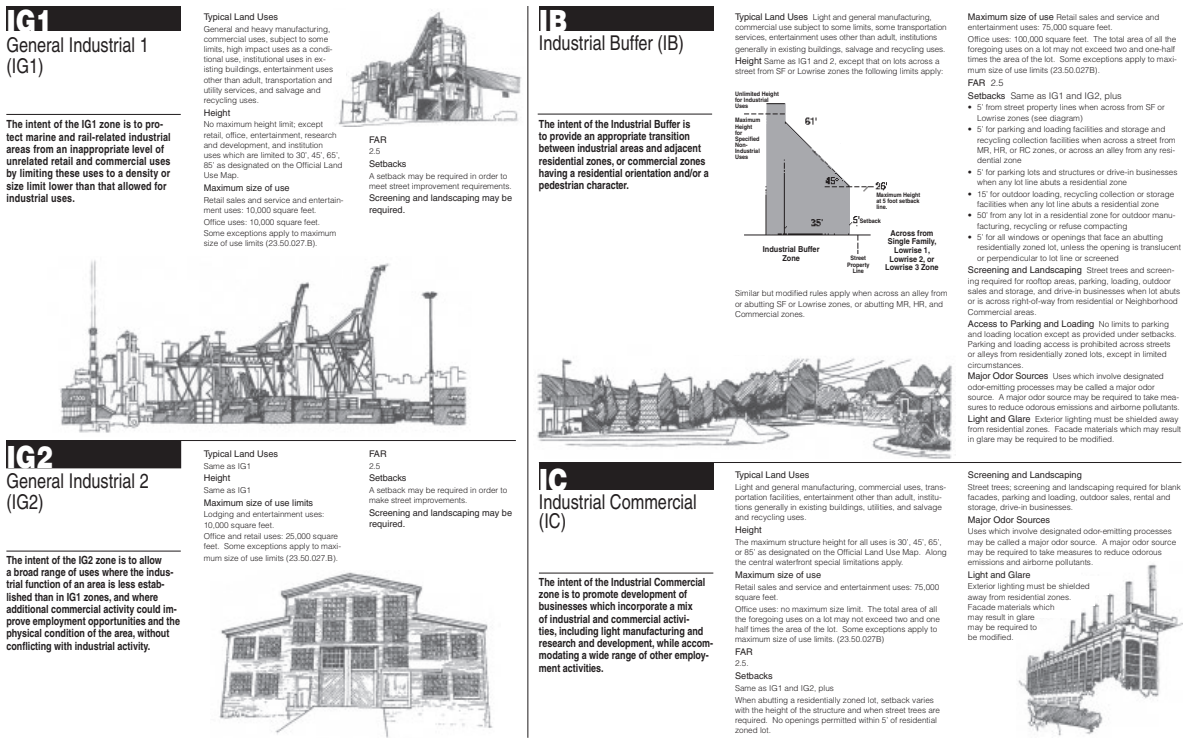 IG1
General Industrial 1
(IG1)
The intent of the IG1 zone is to pro-
tect marine and rail-related industrial
areas from an inappropriate level of
unrelated retail and commercial uses
by limiting these uses to a density or
size limit lower than that allowed for
industrial uses.
Typical Land Uses
General and heavy manufacturing,
commercial uses, subject to some
limits, high impact uses as a condi-
tional use, institutional uses in ex-
isting buildings, entertainment uses
other than adult, transportation and
utility services, and salvage and
recycling uses.
Height
No maximum height limit; except
retail, office, entertainment, research
and development, and institution
uses which are limited to 30', 45', 65',
85' as designated on the Official Land
Use Map.
Maximum size of use
Retail sales and service and entertain-
ment uses: 10,000 square feet.
Office uses: 10,000 square feet.
Some exceptions apply to maximum
size of use limits (23.50.027.B).
FAR
2.5
Setbacks
A setback may be required in order to
meet street improvement requirements.
Screening and landscaping may be
required.
IG2
General Industrial 2
(IG2)
The intent of the IG2 zone is to allow
a broad range of uses where the indus-
trial function of an area is less estab-
lished than in IG1 zones, and where
additional commercial activity could im-
prove employment opportunities and the
physical condition of the area, without
conflicting with industrial activity.
Typical Land Uses
Same as IG1
Height
Same as IG1
Maximum size of use limits
Lodging and entertainment uses:
10,000 square feet.
Office and retail uses: 25,000 square
feet. Some exceptions apply to maxi-
mum size of use limits (23.50.027.B).
FAR
2.5
Setbacks
A setback may be required in order to
make street improvements.
Screening and landscaping may be
required.
IB
Industrial Buffer (IB)
The intent of the Industrial Buffer is
to provide an appropriate transition
between industrial areas and adjacent
residential zones, or commercial zones
having a residential orientation and/or a
pedestrian character.
Typical Land Uses Light and general manufacturing,
commercial use subject to some limits, some transportation
services, entertainment uses other than adult, institutions
generally in existing buildings, salvage and recycling uses.
Height Same as IG1 and 2, except that on lots across a
street from SF or Lowrise zones the following limits apply:
Unlimited Height
for Industrial
Uses
Maximum
Height
for
Specified
Non-
Industrial
Uses
61'
45°
25'
Maximum Height
at 5 foot setback
line.
35'
5' Setback
Industrial Buffer
Zone
Street
Property
Line
Across from
Single Family,
Lowrise 1,
Lowrise 2, or
Lowrise 3 Zone
Similar but modified rules apply when across an alley from
or abutting SF or Lowrise zones, or abutting MR, HR, and
Commercial zones.
Maximum size of use Retail sales and service and
entertainment uses: 75,000 square feet.
Office uses: 100,000 square feet. The total area of all the
foregoing uses on a lot may not exceed two and one-half
times the area of the lot. Some exceptions apply to maxi-
mum size of use limits (23.50.027B).
FAR 2.5
Setbacks Same as IG1 and IG2, plus
• 5' from street property lines when across from SF or
Lowrise zones (see diagram)
• 5' for parking and loading facilities and storage and
recycling collection facilities when across a street from
MR, HR, or RC zones, or across an alley from any resi-
dential zone
• 5' for parking lots and structures or drive-in businesses
when any lot line abuts a residential zone
• 15' for outdoor loading, recycling collection or storage
facilities when any lot line abuts a residential zone
• 50' from any lot in a residential zone for outdoor manu-
facturing, recycling or refuse compacting
• 5' for all windows or openings that face an abutting
residentially zoned lot, unless the opening is translucent
or perpendicular to lot line or screened
Screening and Landscaping Street trees and screen-
ing required for rooftop areas, parking, loading, outdoor
sales and storage, and drive-in businesses when lot abuts
or is across right-of-way from residential or Neighborhood
Commercial areas.
Access to Parking and Loading No limits to parking
and loading location except as provided under setbacks.
Parking and loading access is prohibited across streets
or alleys from residentially zoned lots, except in limited
circumstances.
Major Odor Sources Uses which involve designated
odor-emitting processes may be called a major odor
source. A major odor source may be required to take mea-
sures to reduce odorous emissions and airborne pollutants.
Light and Glare Exterior lighting must be shielded away
from residential zones. Facade materials which may result
in glare may be required to be modified.
IC
Industrial Commercial
(IC)
The intent of the Industrial Commercial
zone is to promote development of
businesses which incorporate a mix
of industrial and commercial activi-
ties, including light manufacturing and
research and development, while accom-
modating a wide range of other employ-
ment activities.
Typical Land Uses
Light and general manufacturing, commercial uses, trans-
portation facilities, entertainment other than adult, institu-
tions generally in existing buildings, utilities, and salvage
and recycling uses.
Height
The maximum structure height for all uses is 30', 45', 65',
or 85' as designated on the Official Land Use Map. Along
the central waterfront special limitations apply.
Maximum size of use
Retail sales and service and entertainment uses: 75,000
square feet.
Office uses: no maximum size limit. The total area of all
the foregoing uses on a lot may not exceed two and one
half times the area of the lot. Some exceptions apply to
maximum size of use limits. (23.50.027B)
FAR
2.5.
Setbacks
Same as IG1 and IG2, plus
When abutting a residentially zoned lot, setback varies
with the height of the structure and when street trees are
required. No openings permitted within 5' of residential
zoned lot.
Screening and Landscaping
Street trees; screening and landscaping required for blank
facades, parking and loading, outdoor sales, rental and
storage, drive-in businesses.
Major Odor Sources
Uses which involve designated odor-emitting processes
may be called a major odor source. A major odor source
may be required to take measures to reduce odorous
emissions and airborne pollutants.
Light and Glare
Exterior lighting must be shielded
away from residential zones.
Facade materials which
may result in glare
may be required to
be modified.